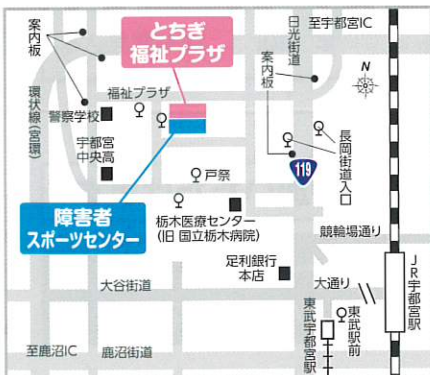 案内板
とちぎ
福祉プラザ
日光街道
至宇都宮IC
案内板
N
福祉プラザ
警察学校
環状線(宮環)
宇都宮
中央高
戸祭
119
長岡街道入口
障害者
スポーツセンター
栃木医療センター
(旧 国立栃木病院)
競輪場通り
足利銀行
本店
大谷街道
大通り
JR宇都宮駅
東武宇都宮駅
東武駅前
至鹿沼IC
鹿沼街道